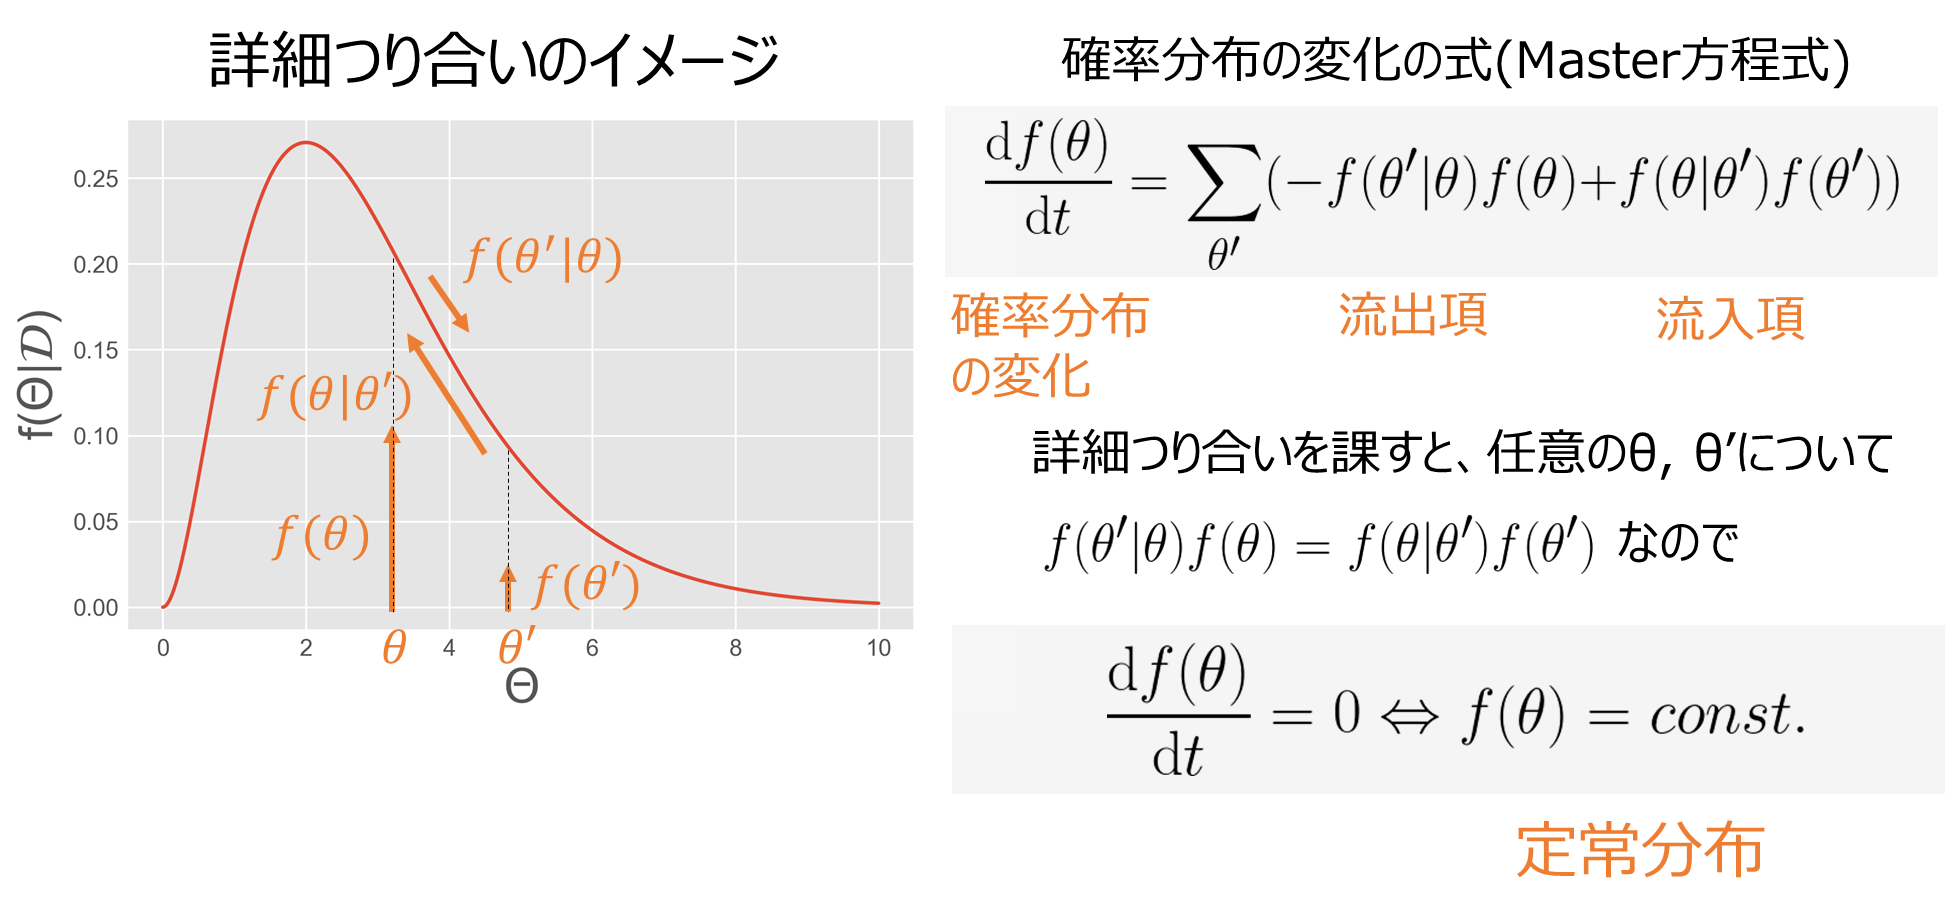 詳細つり合いのイメージ
f(Θ|𝒟)
0.25
0.20
0.15
0.10
0.05
0.00
f(θ′|θ)
f(θ|θ′)
f(θ)
f(θ′)
0 2 θ 4 θ′ 6 8 10
Θ
確率分布の変化の式(Master方程式)
df(θ)/dt = ∑_θ′ (−f(θ′|θ)f(θ)+f(θ|θ′)f(θ′))
確率分布
の変化
流出項
流入項
詳細つり合いを課すと、任意のθ, θ′について
f(θ′|θ)f(θ) = f(θ|θ′)f(θ′) なので
df(θ)/dt = 0 ⇔ f(θ) = const.
定常分布